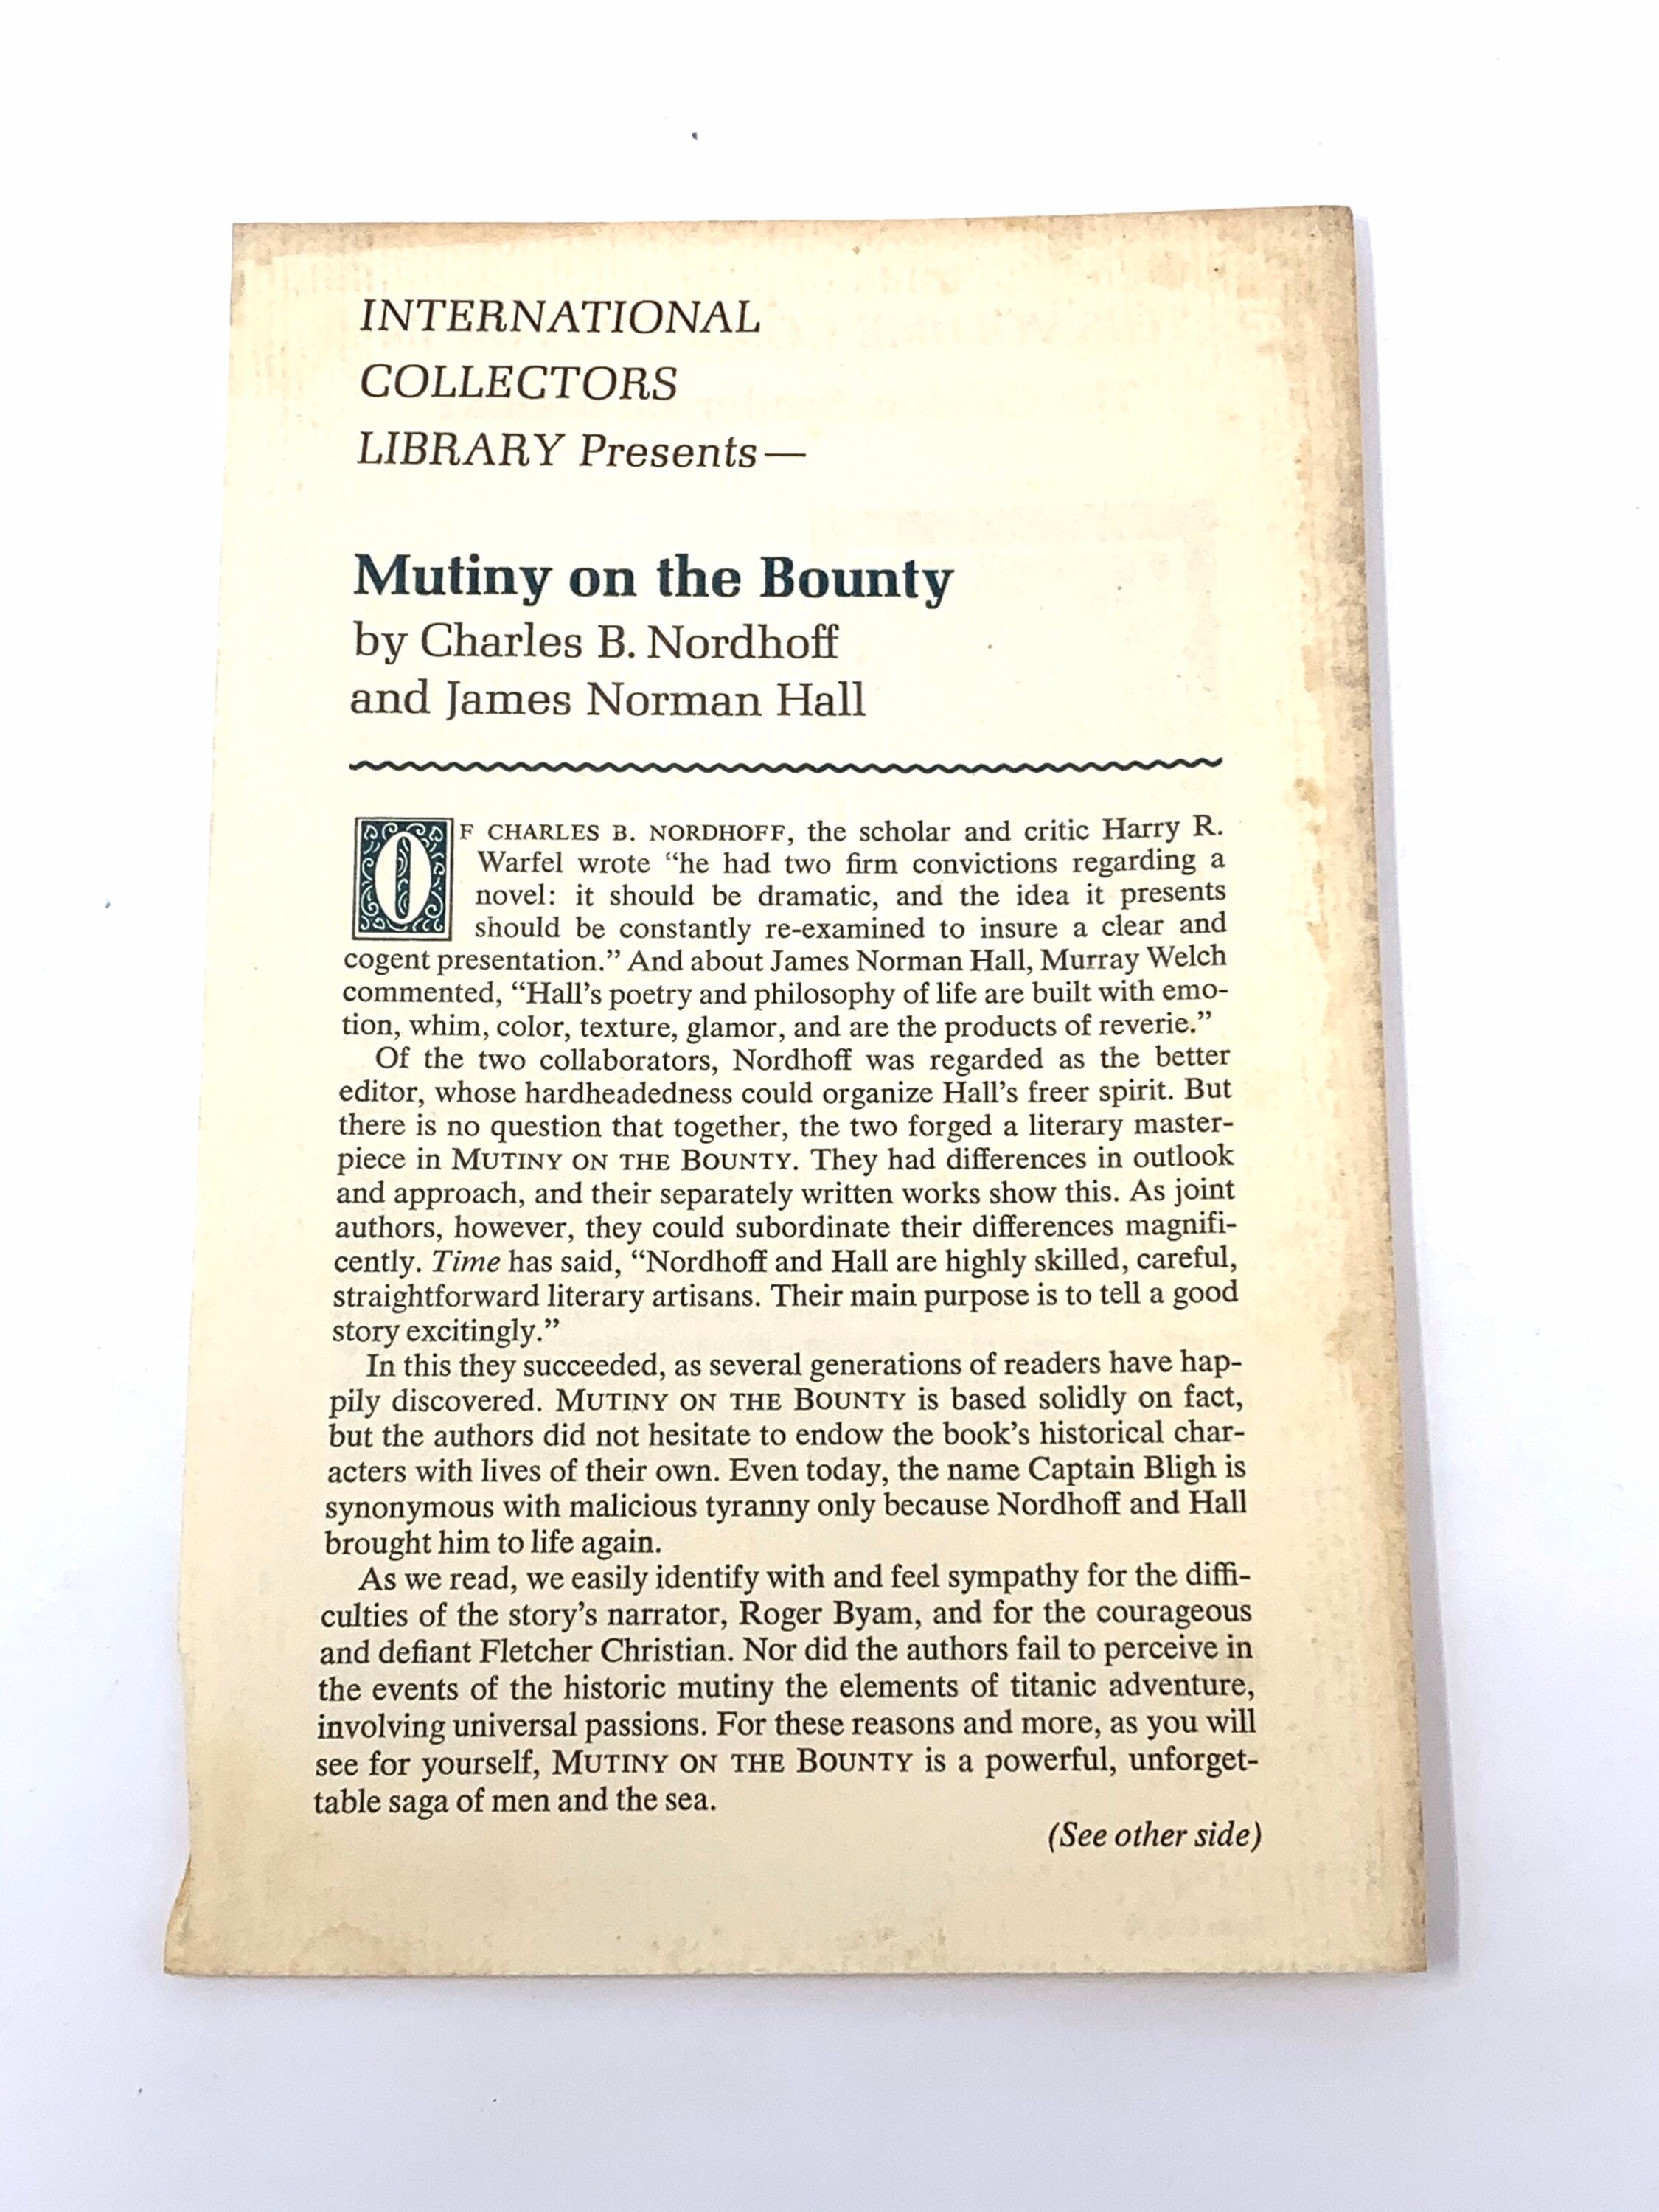 INTERNATIONAL
COLLECTORS
LIBRARY Presents—
Mutiny on the Bounty
by Charles B. Nordhoff
and James Norman Hall
OF CHARLES B. NORDHOFF, the scholar and critic Harry R.
Warfel wrote “he had two firm convictions regarding a
novel: it should be dramatic, and the idea it presents
should be constantly re-examined to insure a clear and
cogent presentation.” And about James Norman Hall, Murray Welch
commented, “Hall’s poetry and philosophy of life are built with emo-
tion, whim, color, texture, glamor, and are the products of reverie.”
Of the two collaborators, Nordhoff was regarded as the better
editor, whose hardheadedness could organize Hall’s freer spirit. But
there is no question that together, the two forged a literary master-
piece in MUTINY ON THE BOUNTY. They had differences in outlook
and approach, and their separately written works show this. As joint
authors, however, they could subordinate their differences magnifi-
cently. Time has said, “Nordhoff and Hall are highly skilled, careful,
straightforward literary artisans. Their main purpose is to tell a good
story excitingly.”
In this they succeeded, as several generations of readers have hap-
pily discovered. MUTINY ON THE BOUNTY is based solidly on fact,
but the authors did not hesitate to endow the book’s historical char-
acters with lives of their own. Even today, the name Captain Bligh is
synonymous with malicious tyranny only because Nordhoff and Hall
brought him to life again.
As we read, we easily identify with and feel sympathy for the diffi-
culties of the story’s narrator, Roger Byam, and for the courageous
and defiant Fletcher Christian. Nor did the authors fail to perceive in
the events of the historic mutiny the elements of titanic adventure,
involving universal passions. For these reasons and more, as you will
see for yourself, MUTINY ON THE BOUNTY is a powerful, unforget-
table saga of men and the sea.
(See other side)